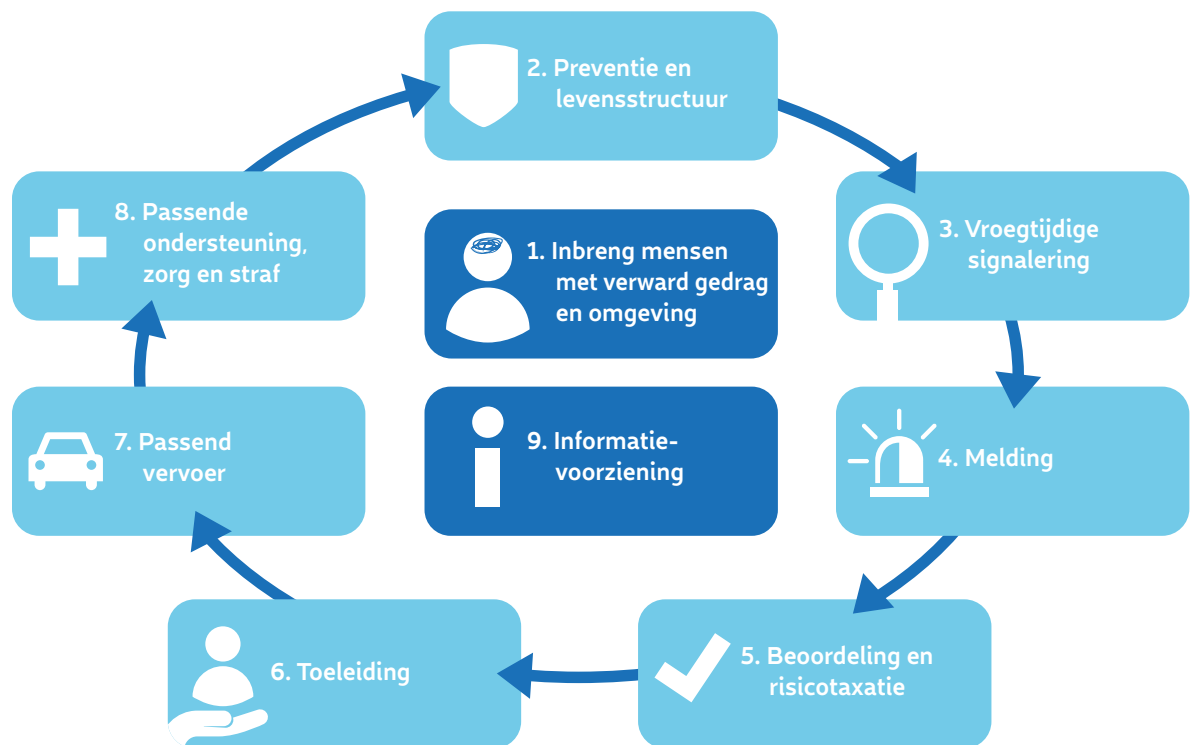 1. Inbreng mensen
met verward gedrag
en omgeving
2. Preventie en
levensstructuur
3. Vroegtijdige
signalering
4. Melding
5. Beoordeling en
risicotaxatie
6. Toeleiding
7. Passend
vervoer
8. Passende
ondersteuning,
zorg en straf
9. Informatie-
voorziening